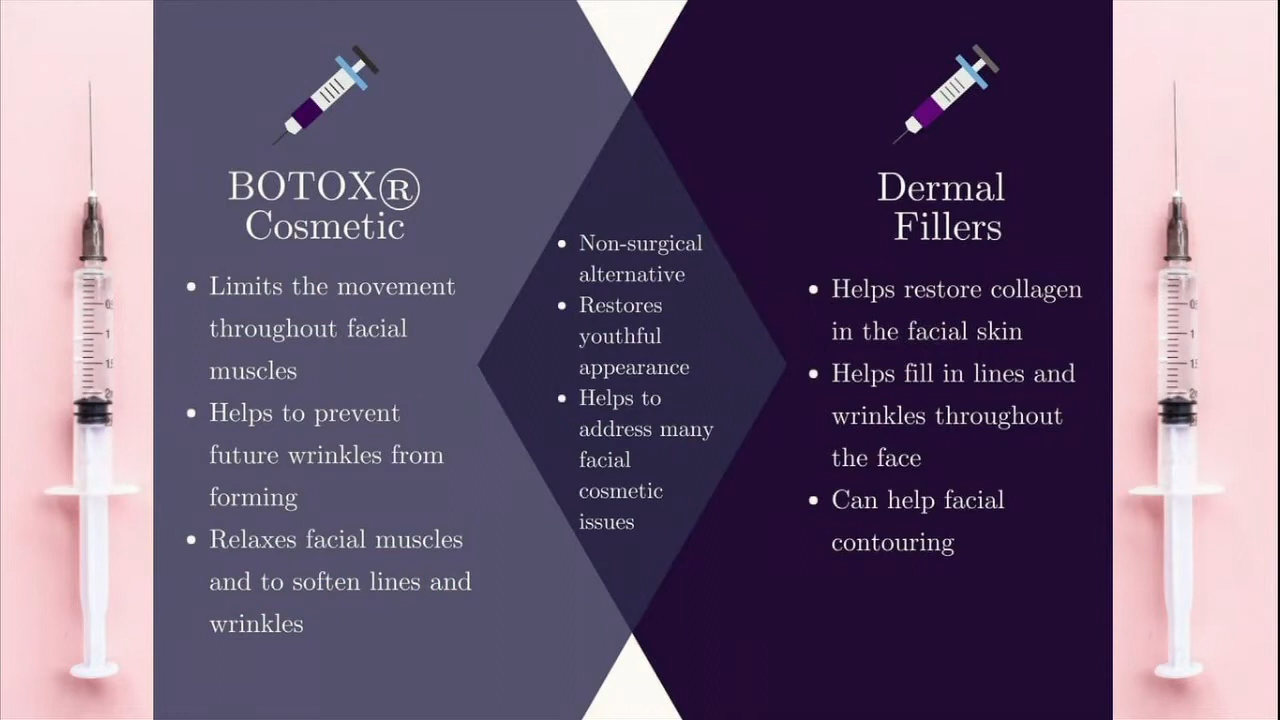 BOTOX®
Cosmetic
• Limits the movement
throughout facial
muscles
• Helps to prevent
future wrinkles from
forming
• Relaxes facial muscles
and to soften lines and
wrinkles
• Non-surgical
alternative
• Restores
youthful
appearance
• Helps to
address many
facial
cosmetic
issues
Dermal
Fillers
• Helps restore collagen
in the facial skin
• Helps fill in lines and
wrinkles throughout
the face
• Can help facial
contouring
1
1